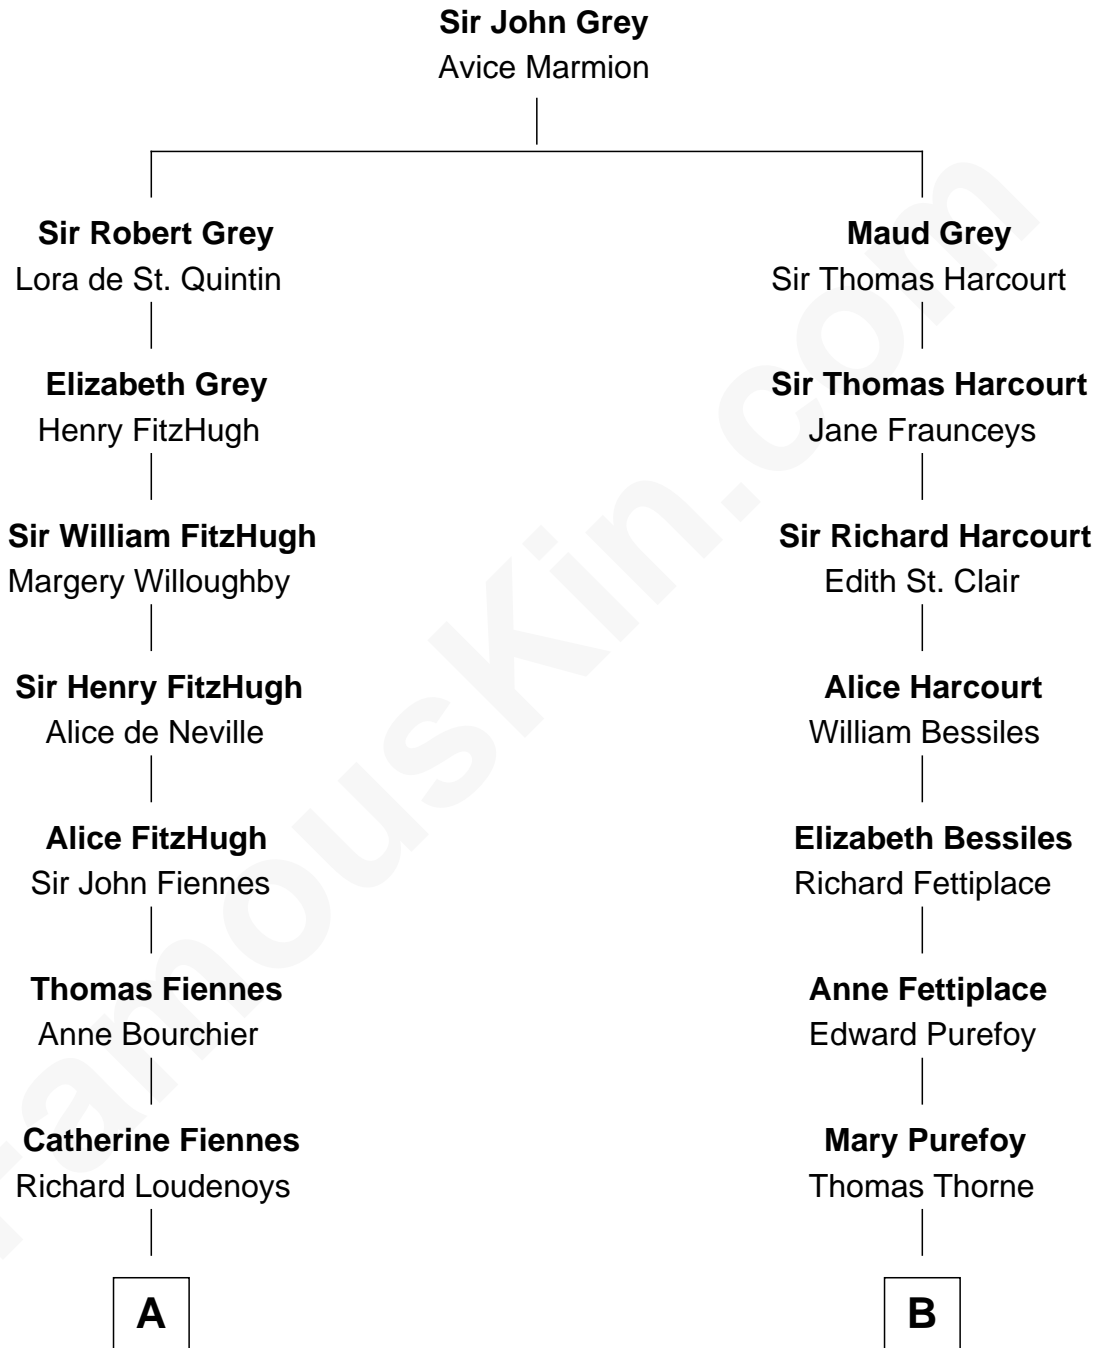 Sir John Grey
Avice Marmion
Sir Robert Grey
Lora de St. Quintin
Maud Grey
Sir Thomas Harcourt
Elizabeth Grey
Henry FitzHugh
Sir Thomas Harcourt
Jane Fraunceys
Sir William FitzHugh
Margery Willoughby
Sir Richard Harcourt
Edith St. Clair
Sir Henry FitzHugh
Alice de Neville
Alice Harcourt
William Bessiles
Alice FitzHugh
Sir John Fiennes
Elizabeth Bessiles
Richard Fettiplace
Thomas Fiennes
Anne Bourchier
Anne Fettiplace
Edward Purefoy
Catherine Fiennes
Richard Loudenoys
Mary Purefoy
Thomas Thorne
A
B
FamousKin.com